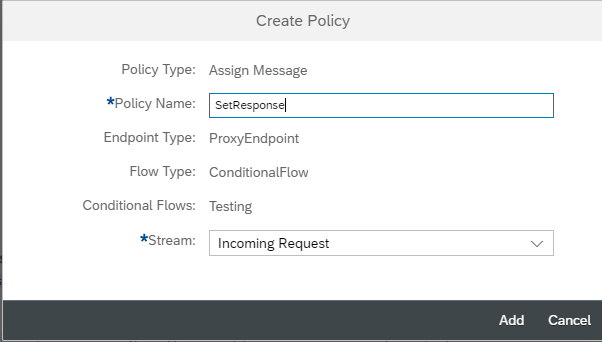 Create Policy
Policy Type: Assign Message
*Policy Name: SetResponse
Endpoint Type: ProxyEndpoint
Flow Type: ConditionalFlow
Conditional Flows: Testing
*Stream: Incoming Request
Add Cancel